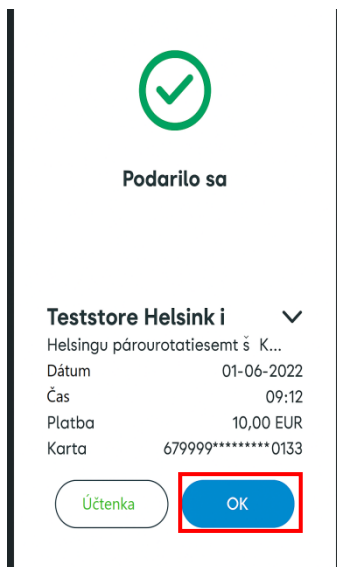 Podarilo sa
Teststore Helsink i
Helsingu párourotatiesemt š K...
Dátum 01-06-2022
Čas 09:12
Platba 10,00 EUR
Karta 679999*********0133
Účtenka OK